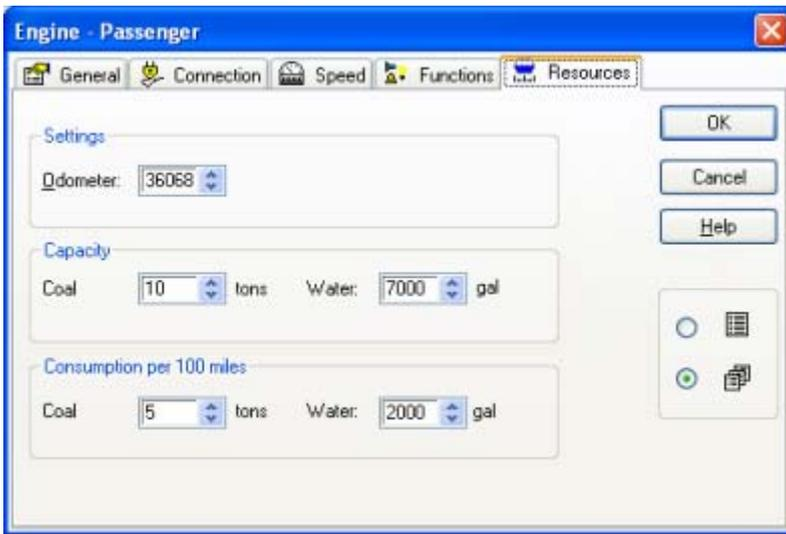 Engine - Passenger
General Connection Speed Functions Resources
Settings
Odometer: 36068
Capacity
Coal 10 tons Water: 7000 gal
Consumption per 100 miles
Coal 5 tons Water: 2000 gal
OK
Cancel
Help